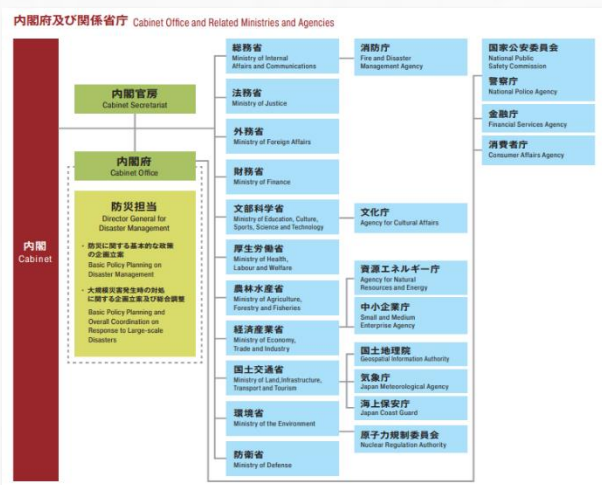 内閣府及び関係省庁 Cabinet Office and Related Ministries and Agencies
内閣
Cabinet
内閣官房
Cabinet Secretariat
内閣府
Cabinet Office
防災担当
Director General for
Disaster Management
・ 防災に関する基本的な政策
の企画立案
Basic Policy Planning on
Disaster Management
・ 大規模災害発生時の対処
に関する企画立案及び総合調整
Basic Policy Planning and
Overall Coordination on
Response to Large-scale
Disasters
総務省
Ministry of Internal
Affairs and Communications
法務省
Ministry of Justice
外務省
Ministry of Foreign Affairs
財務省
Ministry of Finance
文部科学省
Ministry of Education, Culture,
Sports, Science and Technology
厚生労働省
Ministry of Health,
Labour and Welfare
農林水産省
Ministry of Agriculture,
Forestry and Fisheries
経済産業省
Ministry of Economy,
Trade and Industry
国土交通省
Ministry of Land,Infrastructure,
Transport and Tourism
環境省
Ministry of the Environment
防衛省
Ministry of Defense
消防庁
Fire and Disaster
Management Agency
文化庁
Agency for Cultural Affairs
資源エネルギー庁
Agency for Natural
Resources and Energy
中小企業庁
Small and Medium
Enterprise Agency
国土地理院
Geospatial Information Authority
気象庁
Japan Meteorological Agency
海上保安庁
Japan Coast Guard
原子力規制委員会
Nuclear Regulation Authority
国家公安委員会
National Public
Safety Commission
警察庁
National Police Agency
金融庁
Financial Services Agency
消費者庁
Consumer Affairs Agency